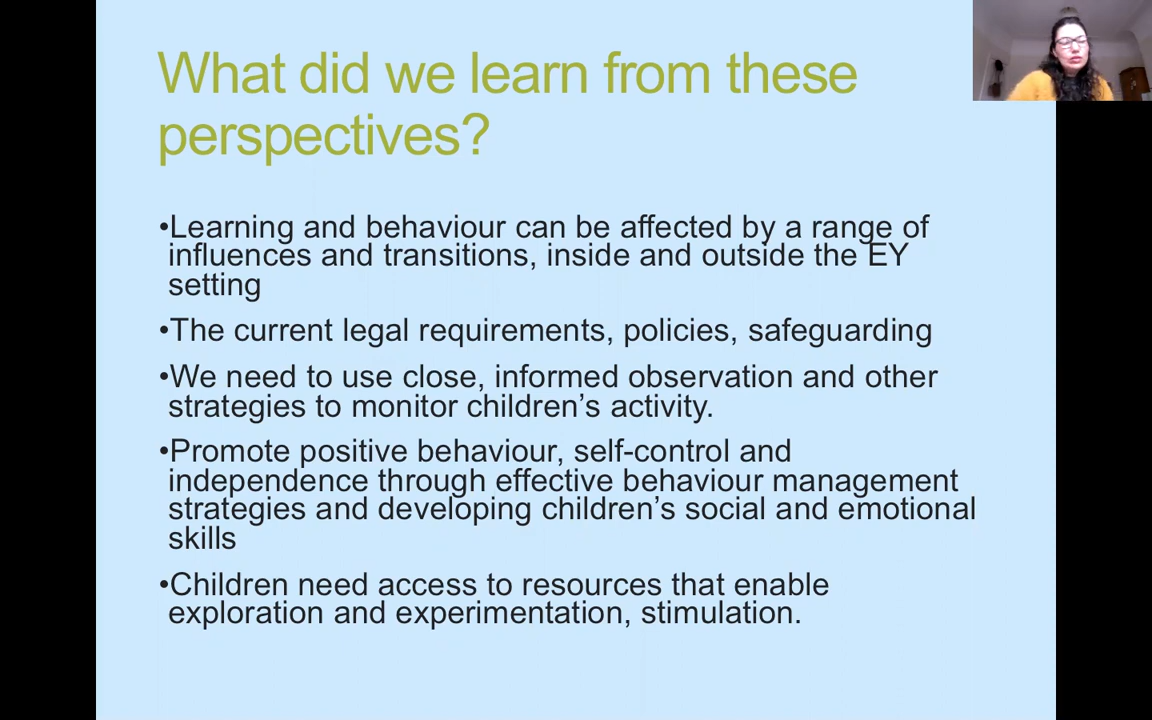 What did we learn from these
perspectives?
•Learning and behaviour can be affected by a range of
influences and transitions, inside and outside the EY
setting
•The current legal requirements, policies, safeguarding
•We need to use close, informed observation and other
strategies to monitor children’s activity.
•Promote positive behaviour, self-control and
independence through effective behaviour management
strategies and developing children’s social and emotional
skills
•Children need access to resources that enable
exploration and experimentation, stimulation.